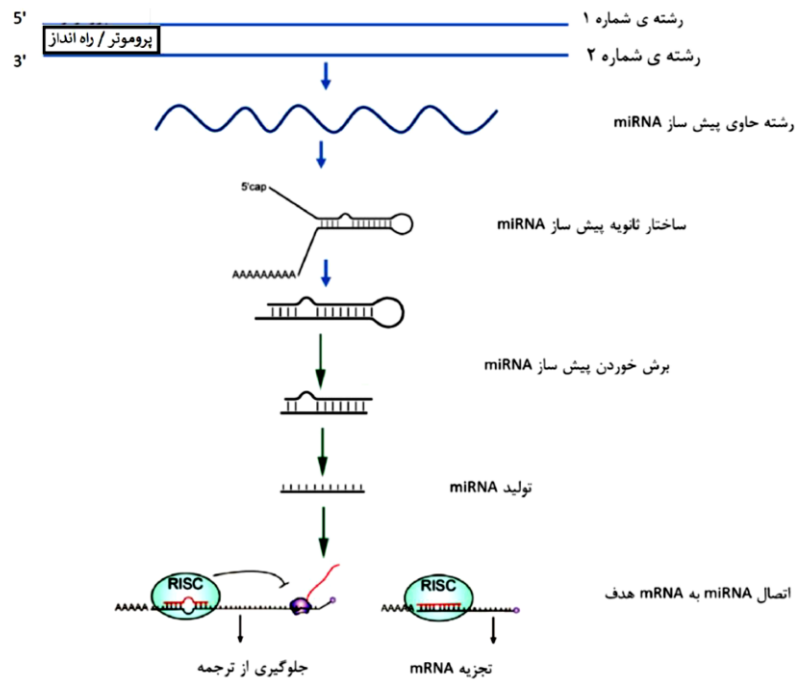 5'
رشته ی شماره ۱
پروموتر / راه انداز
3'
رشته ی شماره ۲
رشته حاوی پیش ساز miRNA
5'cap
ساختار ثانویه پیش ساز miRNA
AAAAAAAAA
برش خوردن پیش ساز miRNA
تولید miRNA
RISC
RISC
اتصال miRNA به mRNA هدف
AAAAA
AAAAA
جلوگیری از ترجمه
تجزیه mRNA